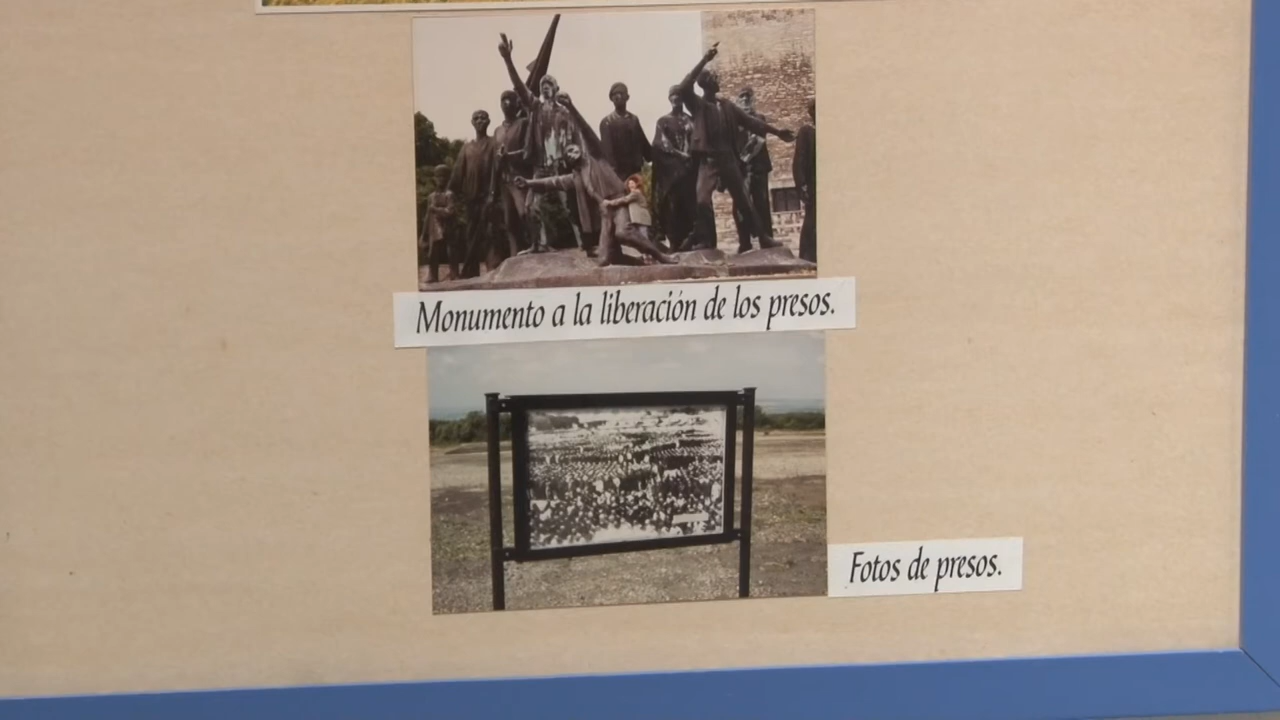 Monumento a la liberación de los presos.
Fotos de presos.